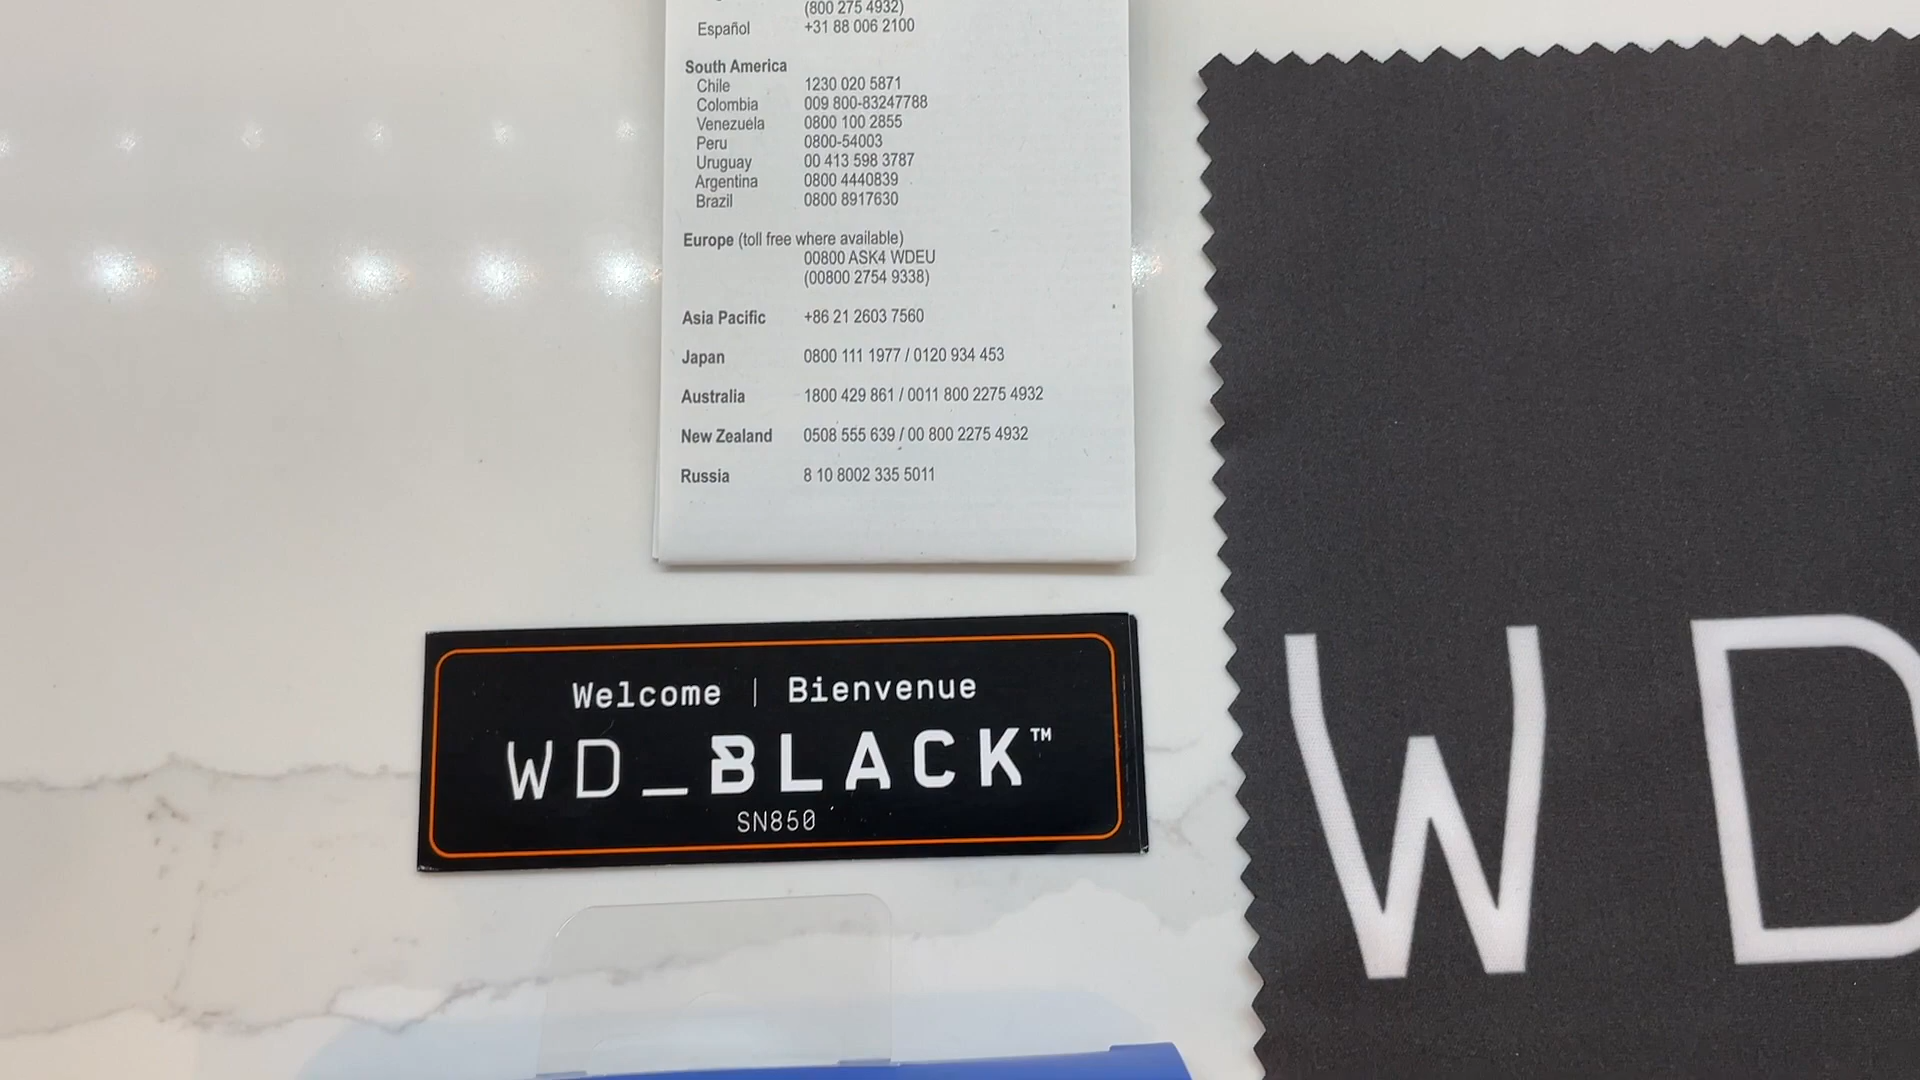 (800 275 4932)
Español +31 88 006 2100
South America
Chile 1230 020 5871
Colombia 009 800-83247788
Venezuela 0800 100 2855
Peru 0800-54003
Uruguay 00 413 598 3787
Argentina 0800 4440839
Brazil 0800 8917630
Europe (toll free where available)
00800 ASK4 WDEU
(00800 2754 9338)
Asia Pacific +86 21 2603 7560
Japan 0800 111 1977 / 0120 934 453
Australia 1800 429 861 / 0011 800 2275 4932
New Zealand 0508 555 639 / 00 800 2275 4932
Russia 8 10 8002 335 5011
Welcome | Bienvenue
WD_BLACK™
SN850
WD